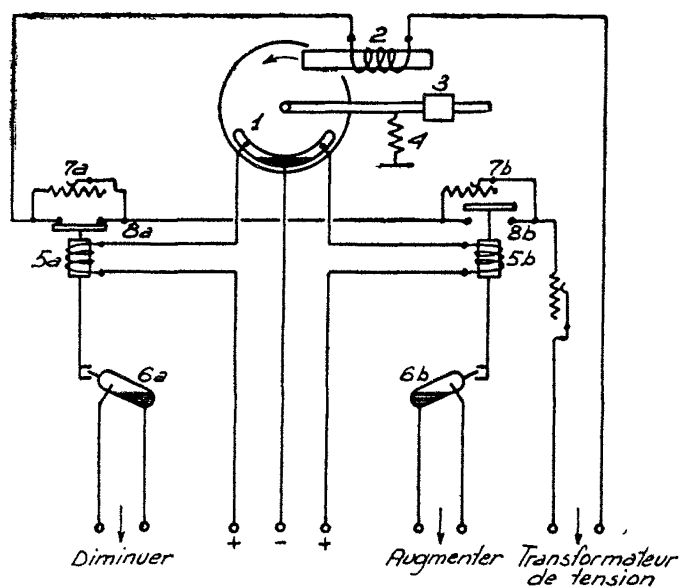 2
3
1
4
7a
7b
8a
8b
5a
5b
6a
6b
+ - +
Diminuer
Augmenter
Transformateur
de tension